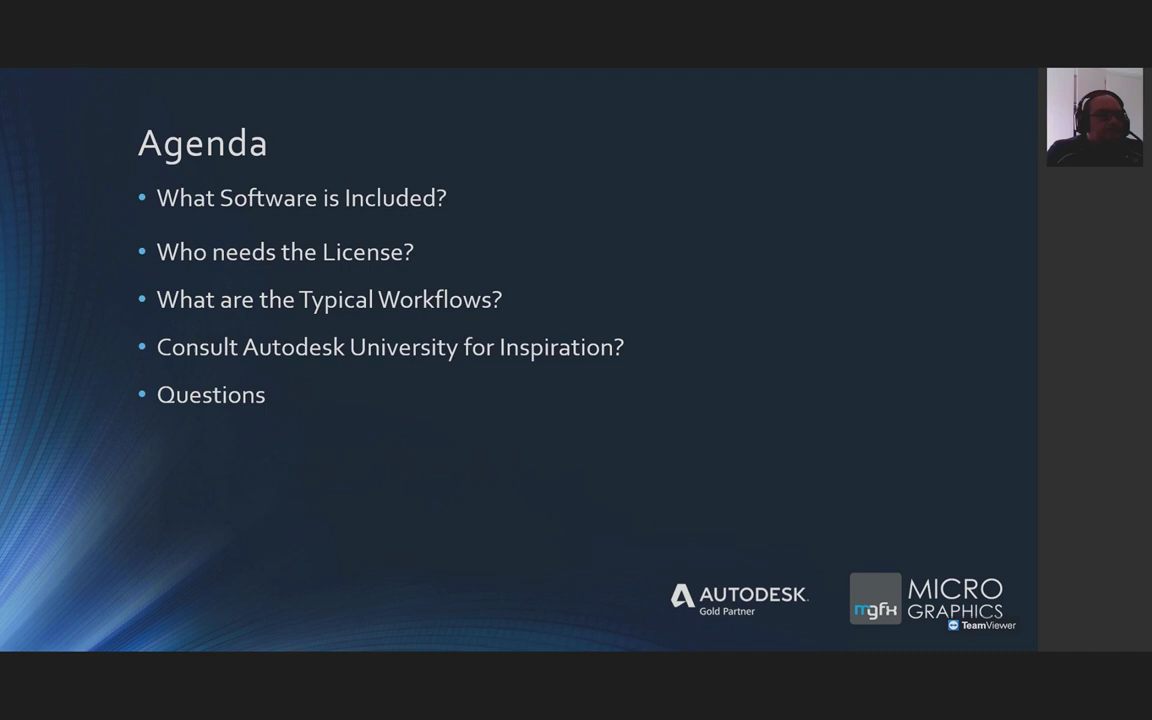 Agenda
• What Software is Included?
• Who needs the License?
• What are the Typical Workflows?
• Consult Autodesk University for Inspiration?
• Questions
AUTODESK
Gold Partner
mgfx
MICRO
GRAPHICS
TeamViewer